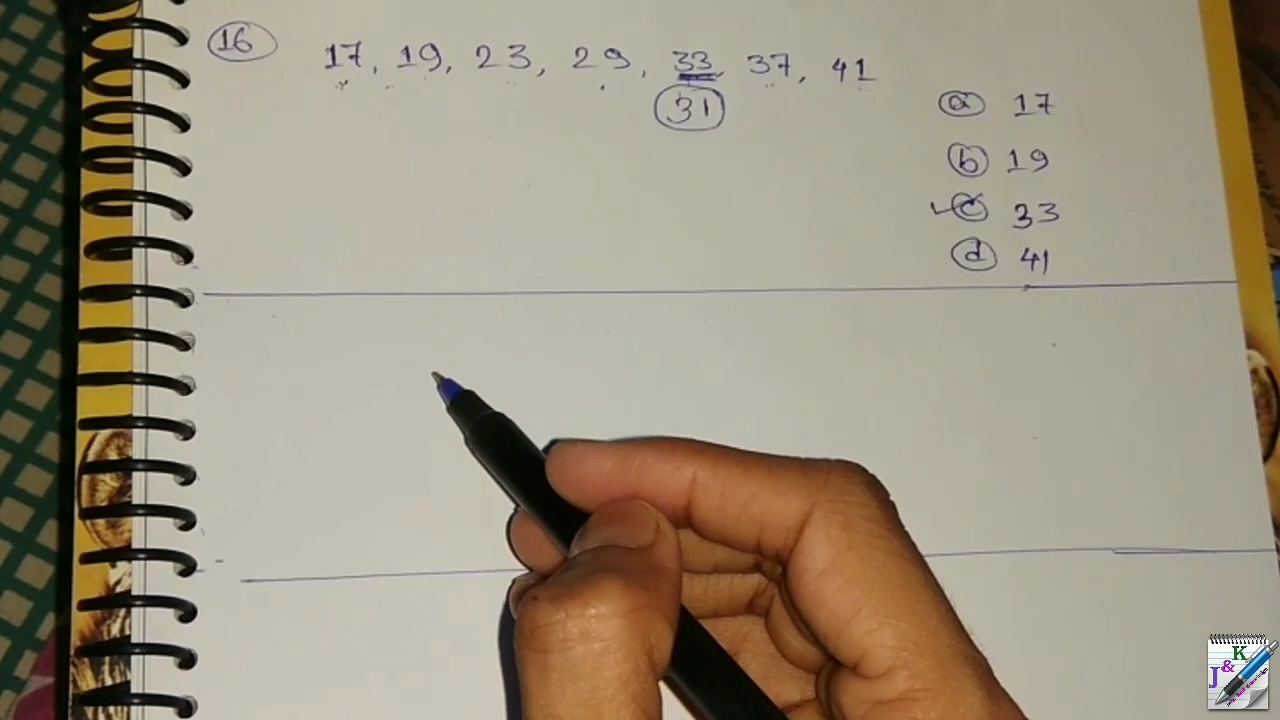 16 17, 19, 23, 29, 33 37, 41
31
a 17
b 19
c 33
d 41
J & K